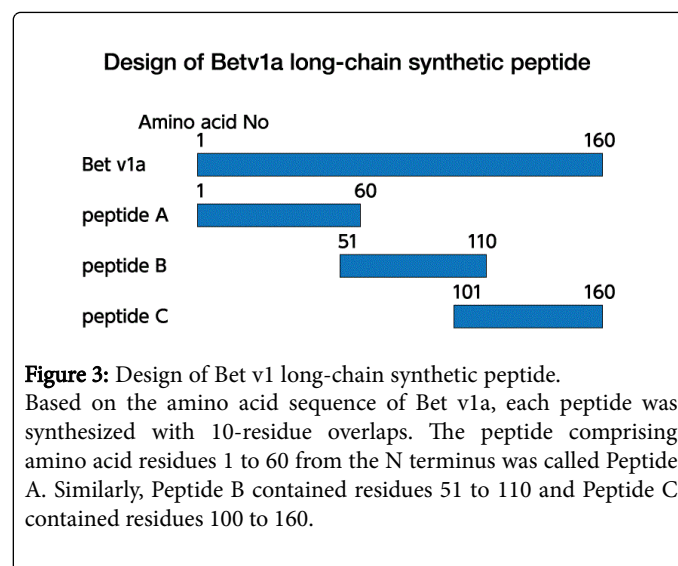 Design of Betv1a long-chain synthetic peptide
Amino acid No
1 160
Bet v1a
1 60
peptide A
51 110
peptide B
101 160
peptide C
Figure 3: Design of Bet v1 long-chain synthetic peptide.
Based on the amino acid sequence of Bet v1a, each peptide was
synthesized with 10-residue overlaps. The peptide comprising
amino acid residues 1 to 60 from the N terminus was called Peptide
A. Similarly, Peptide B contained residues 51 to 110 and Peptide C
contained residues 100 to 160.